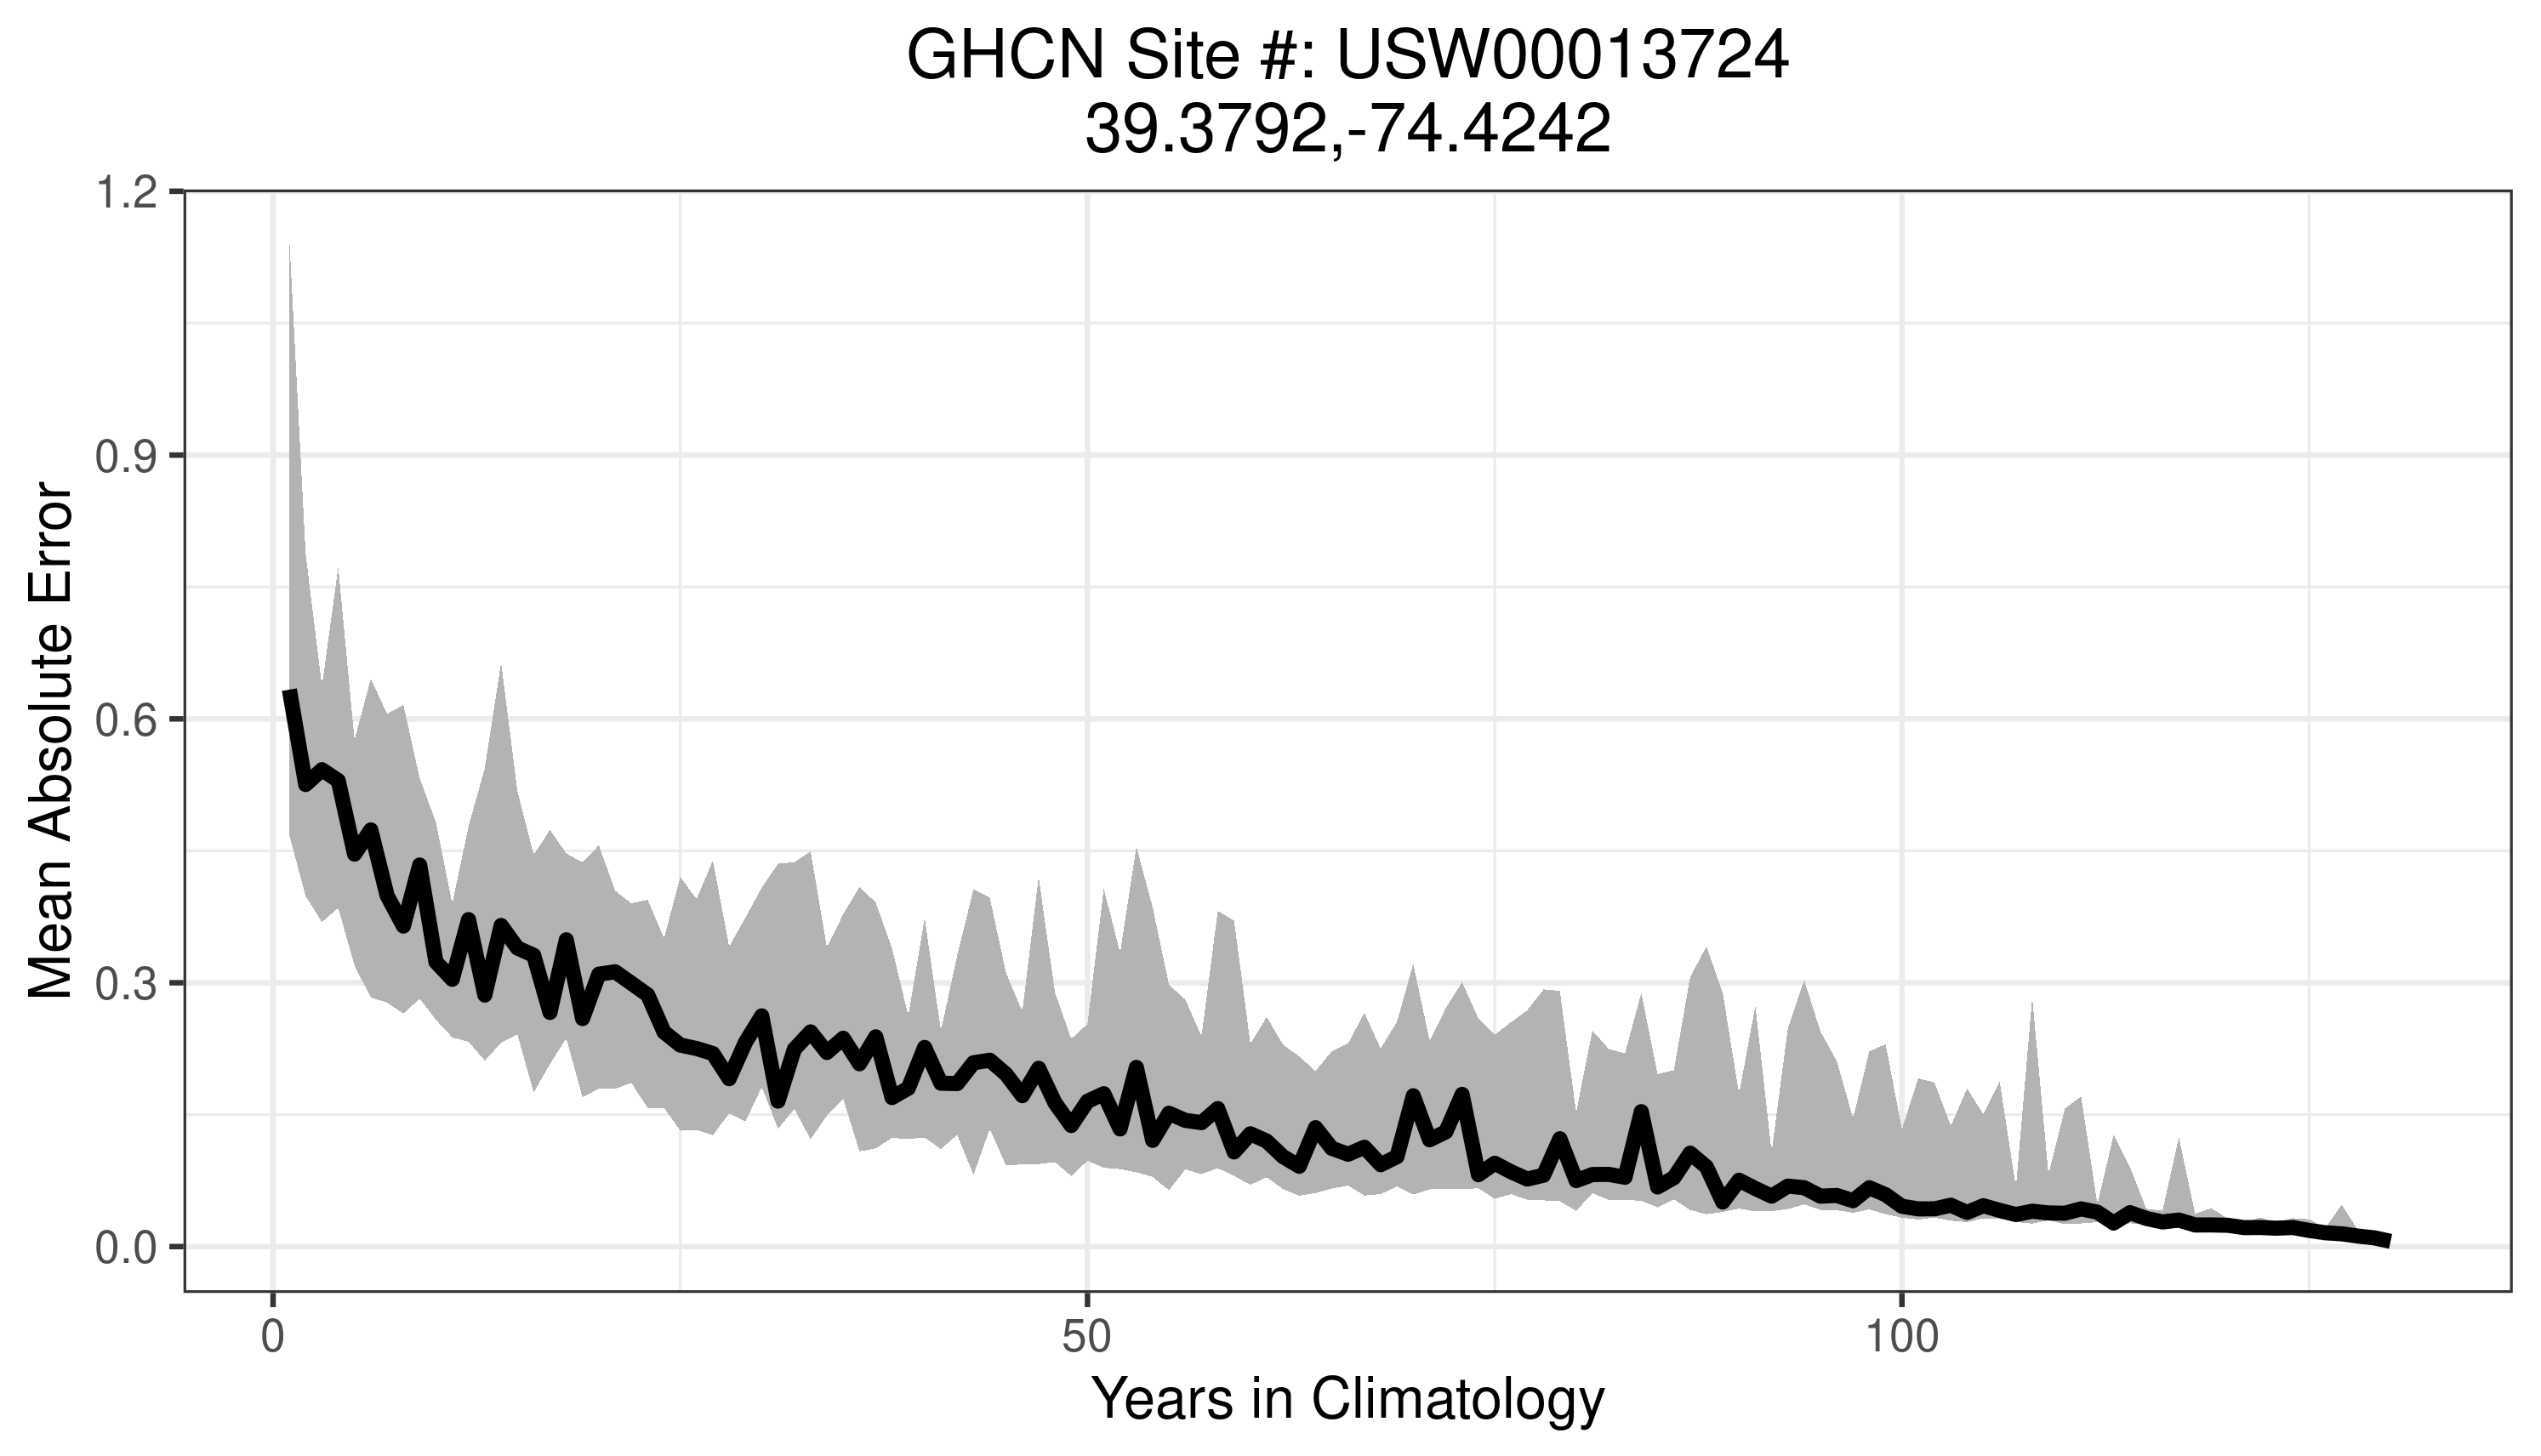 GHCN Site #: USW00013724
39.3792,-74.4242
Mean Absolute Error
1.2
0.9
0.6
0.3
0.0
0 50 100
Years in Climatology